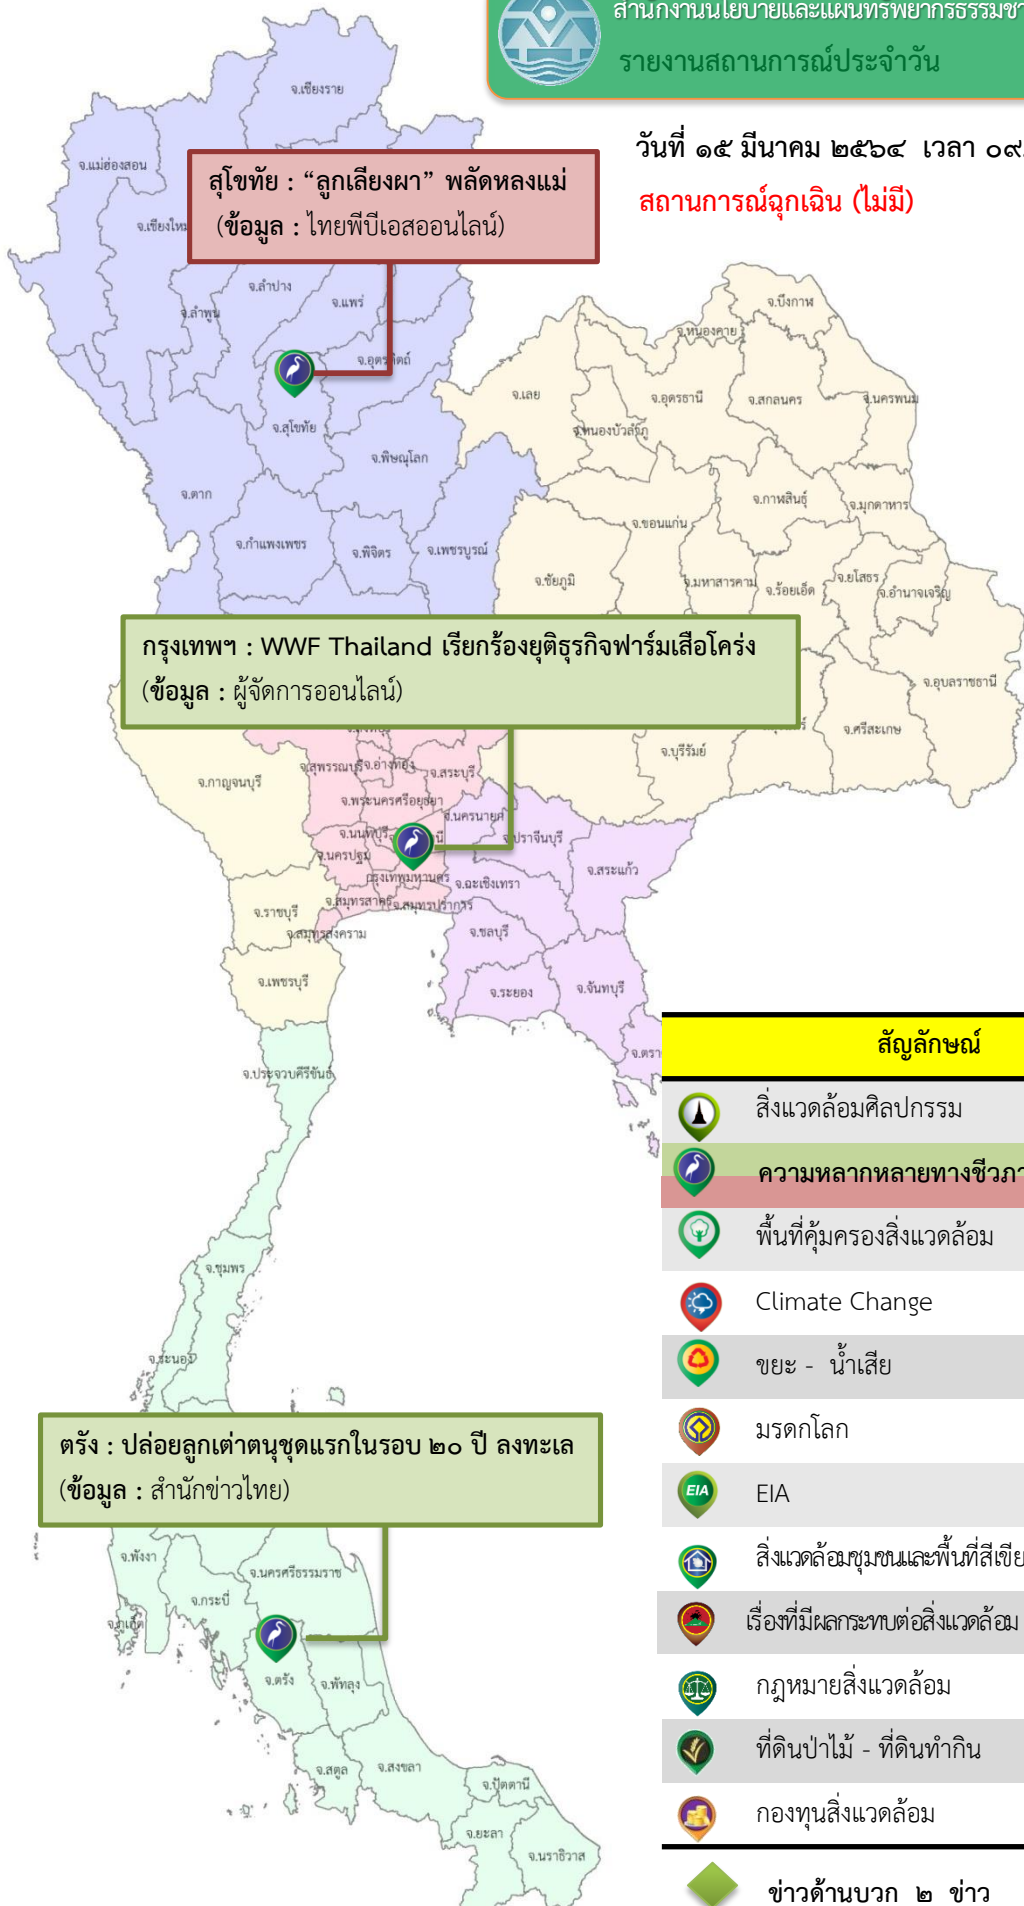 สำนักงานนโยบายและแผนทรัพยากรธรรมชา
รายงานสถานการณ์ประจำวัน
วันที่ ๑๕ มีนาคม ๒๕๖๔ เวลา ๐๙.
สถานการณ์ฉุกเฉิน (ไม่มี)
จ.เชียงราย
จ.แม่ฮ่องสอน
สุโขทัย : “ลูกเลียงผา” พลัดหลงแม่
(ข้อมูล : ไทยพีบีเอสออนไลน์)
จ.เชียงให
จ.ลำปาง
จ.แพร่
จ.ลำพูน
จ.อุตรดิตถ์
จ.สุโขทัย
จ.พิษณุโลก
จ.ตาก
จ.กำแพงเพชร
จ.พิจิตร
จ.เพชรบูรณ์
จ.บึงกาฬ
จ.หนองคาย
จ.เลย
จ.อุดรธานี
จ.สกลนคร
จ.นครพนม
จ.หนองบัวลำภู
จ.กาฬสินธุ์
จ.มุกดาหาร
จ.ขอนแก่น
จ.ชัยภูมิ
จ.มหาสารคาม
จ.ร้อยเอ็ด
จ.ยโสธร
จ.อำนาจเจริญ
กรุงเทพฯ : WWF Thailand เรียกร้องยุติธุรกิจฟาร์มเสือโคร่ง
(ข้อมูล : ผู้จัดการออนไลน์)
จ.อุบลราชธานี
จ.บุรีรัมย์
จ.ศรีสะเกษ
จ.กาญจนบุรี
จ.สุพรรณบุรี
จ.อ่างทอง
จ.สระบุรี
จ.พระนครศรีอยุธยา
จ.นครนายก
จ.นนทบุรี
จ.ปราจีนบุรี
จ.นครปฐม
กรุงเทพมหานคร
จ.ฉะเชิงเทรา
จ.สระแก้ว
จ.สมุทรสาคร
จ.สมุทรปราการ
จ.ราชบุรี
จ.สมุทรสงคราม
จ.ชลบุรี
จ.เพชรบุรี
จ.ระยอง
จ.จันทบุรี
จ.ตรา
จ.ประจวบคีรีขันธ์
จ.ชุมพร
จ.ระนอง
ตรัง : ปล่อยลูกเต่าตนุชุดแรกในรอบ ๒๐ ปี ลงทะเล
(ข้อมูล : สำนักข่าวไทย)
จ.พังงา
จ.นครศรีธรรมราช
จ.กระบี่
จ.ภูเก็ต
จ.ตรัง
จ.พัทลุง
จ.สตูล
จ.สงขลา
จ.ปัตตานี
จ.ยะลา
จ.นราธิวาส
สัญลักษณ์
สิ่งแวดล้อมศิลปกรรม
ความหลากหลายทางชีวภา
พื้นที่คุ้มครองสิ่งแวดล้อม
Climate Change
ขยะ - น้ำเสีย
มรดกโลก
EIA
EIA
สิ่งแวดล้อมชุมชนและพื้นที่สีเขีย
เรื่องที่มีผลกระทบต่อสิ่งแวดล้อม
กฎหมายสิ่งแวดล้อม
ที่ดินป่าไม้ - ที่ดินทำกิน
กองทุนสิ่งแวดล้อม
ข่าวด้านบวก ๒ ข่าว